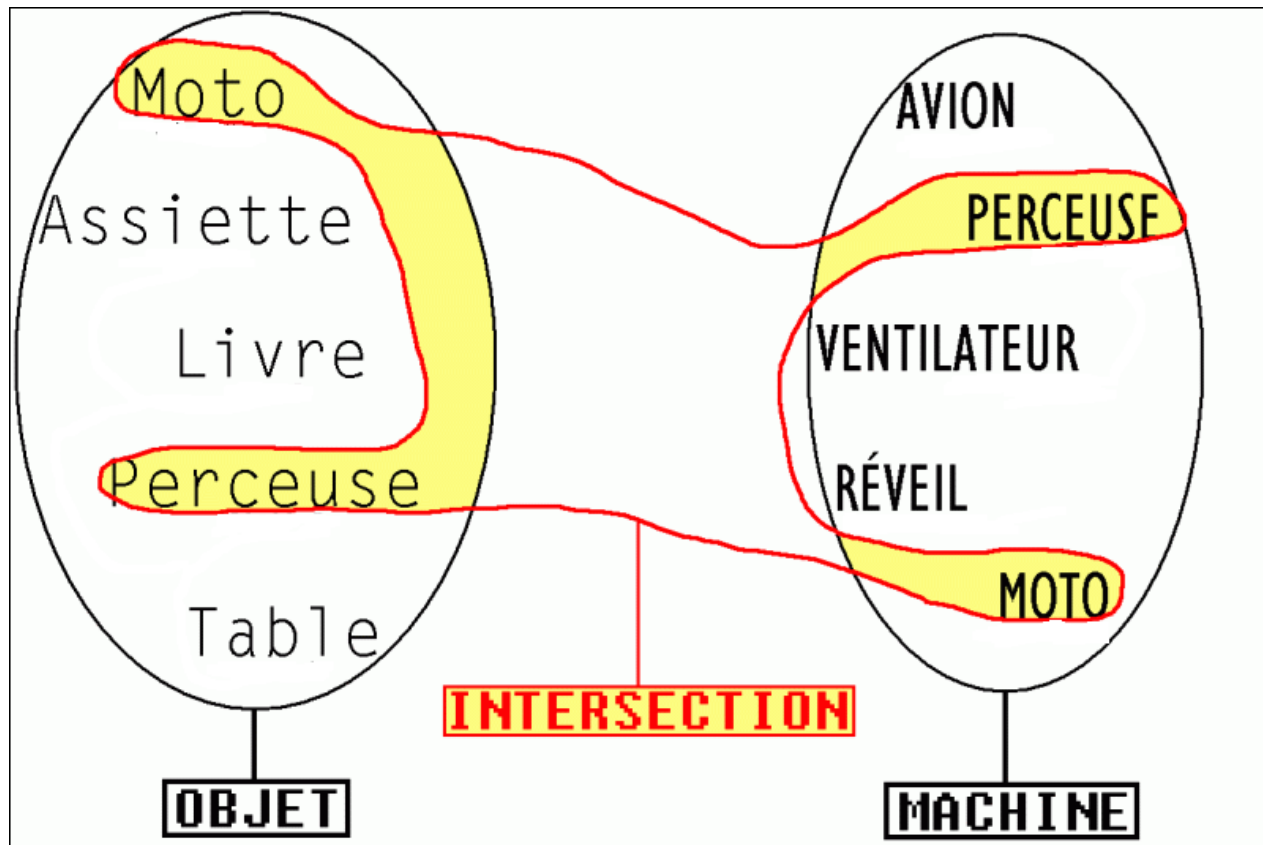 Moto
Assiette
Livre
Perceuse
Table
OBJET
AVION
PERCEUSE
VENTILATEUR
RÉVEIL
MOTO
MACHINE
INTERSECTION